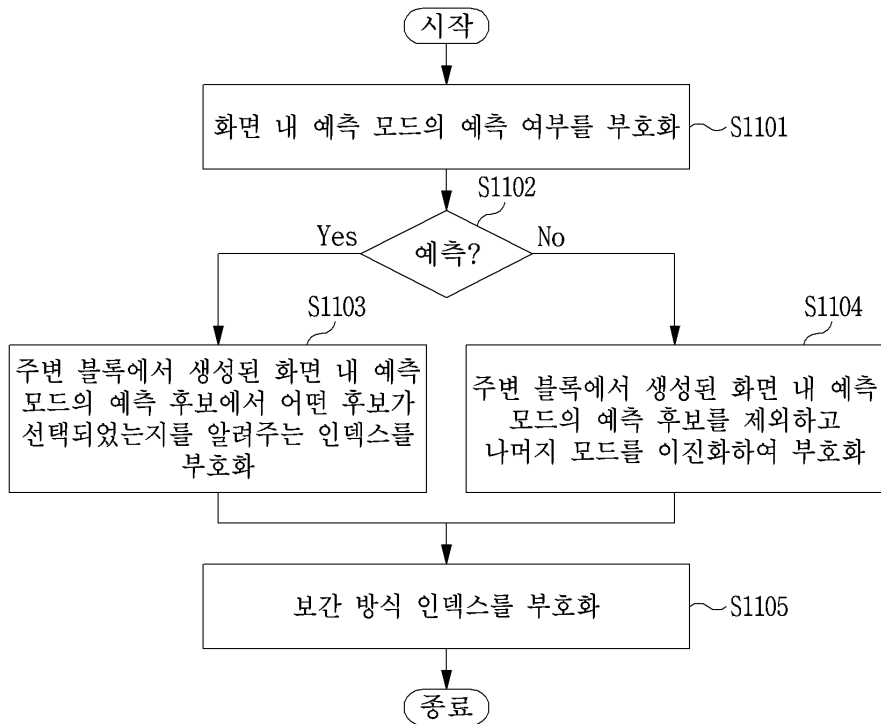 시작
화면 내 예측 모드의 예측 여부를 부호화
S1101
S1102
예측?
Yes
No
S1103
주변 블록에서 생성된 화면 내 예측
모드의 예측 후보에서 어떤 후보가
선택되었는지를 알려주는 인덱스를
부호화
S1104
주변 블록에서 생성된 화면 내 예측
모드의 예측 후보를 제외하고
나머지 모드를 이진화하여 부호화
보간 방식 인덱스를 부호화
S1105
종료